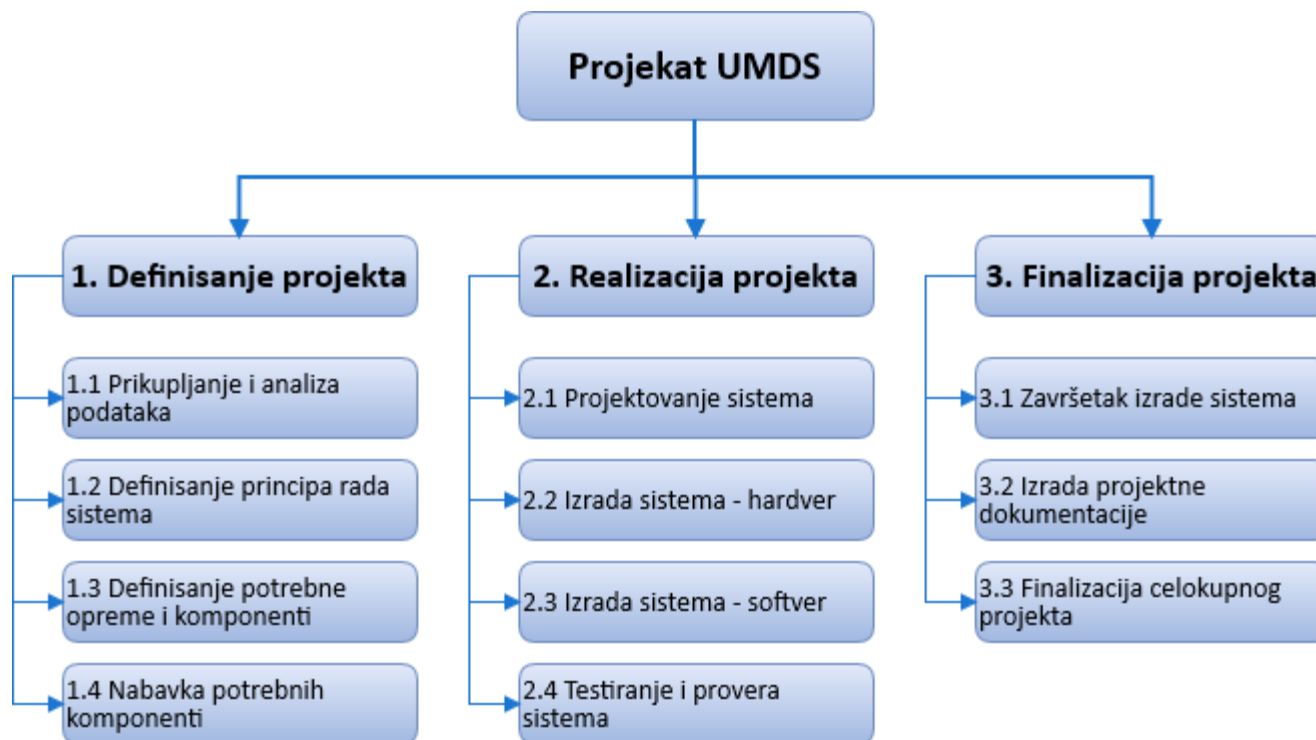 Projekat UMDS
1. Definisanje projekta
1.1 Prikupljanje i analiza
podataka
1.2 Definisanje principa rada
sistema
1.3 Definisanje potrebne
opreme i komponenti
1.4 Nabavka potrebnih
komponenti
2. Realizacija projekta
2.1 Projektovanje sistema
2.2 Izrada sistema - hardver
2.3 Izrada sistema - softver
2.4 Testiranje i provera
sistema
3. Finalizacija projekta
3.1 Završetak izrade sistema
3.2 Izrada projektne
dokumentacije
3.3 Finalizacija celokupnog
projekta